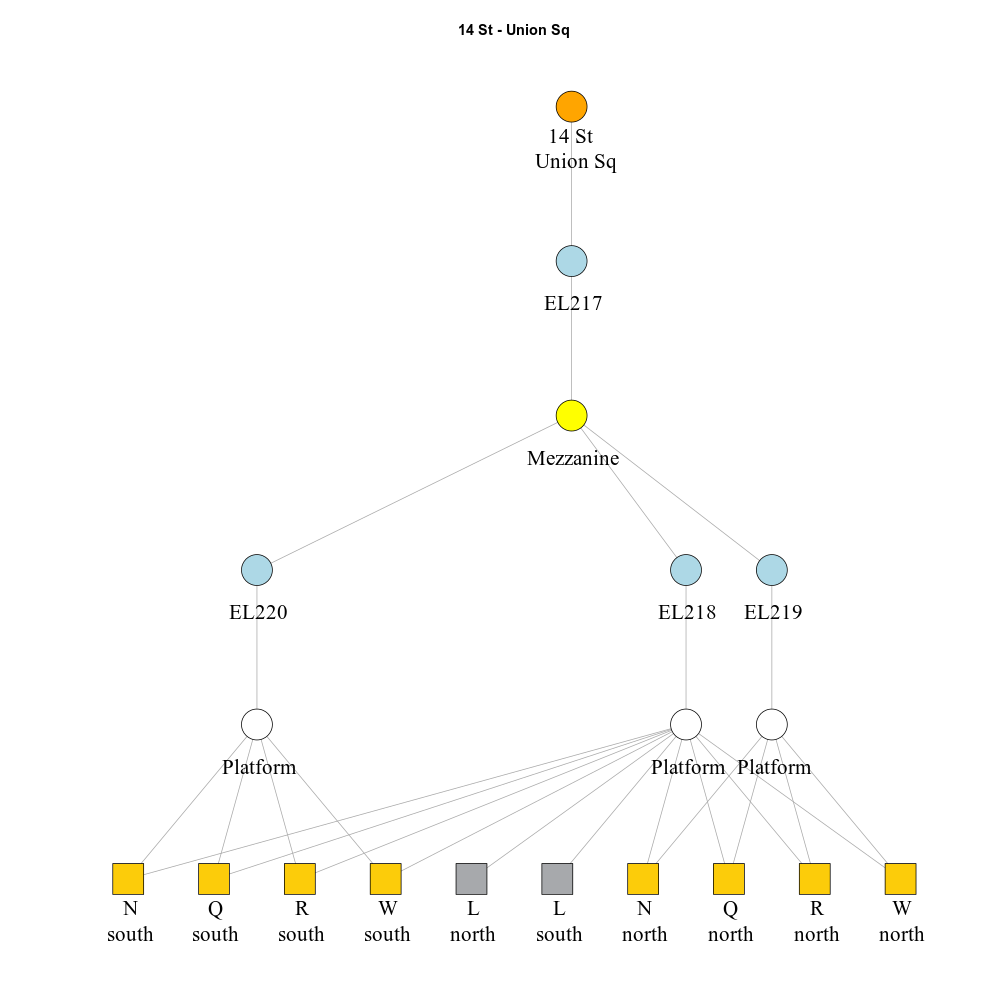 14 St - Union Sq
14 St
Union Sq
EL217
Mezzanine
EL220
EL218
EL219
Platform
Platform
Platform
N
south
Q
south
R
south
W
south
L
north
L
south
N
north
Q
north
R
north
W
north